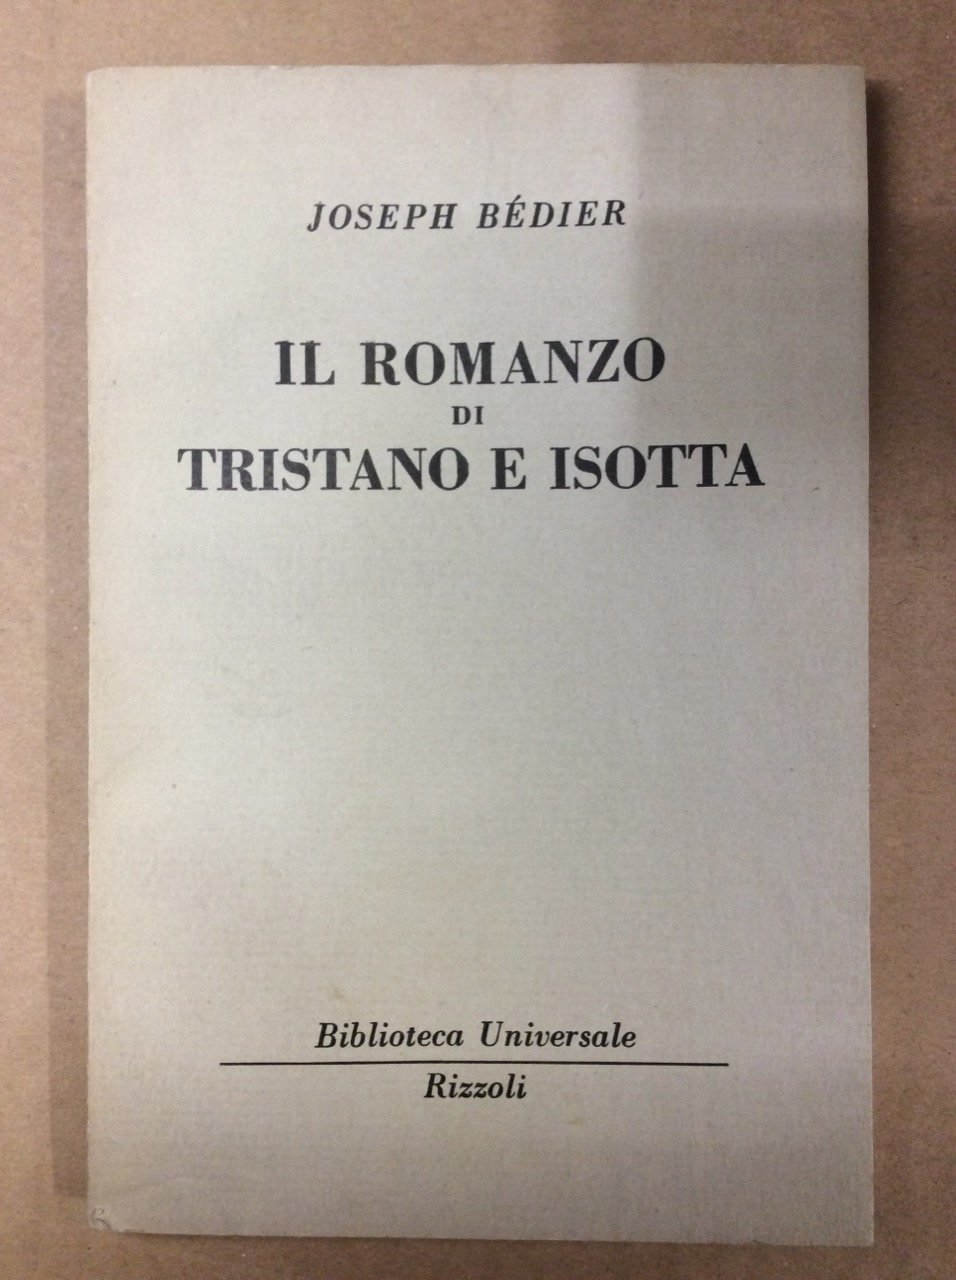 JOSEPH BÉDIER
IL ROMANZO
DI
TRISTANO E ISOTTA
Biblioteca Universale
Rizzoli